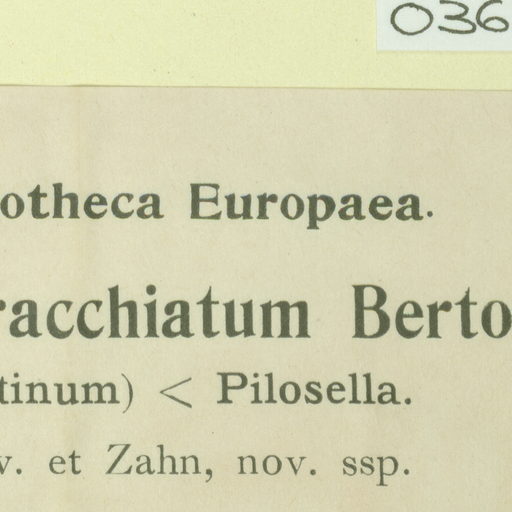 036
otheca Europaea.
racchiatum Berto
tinum) < Pilosella.
v. et Zahn, nov. ssp.